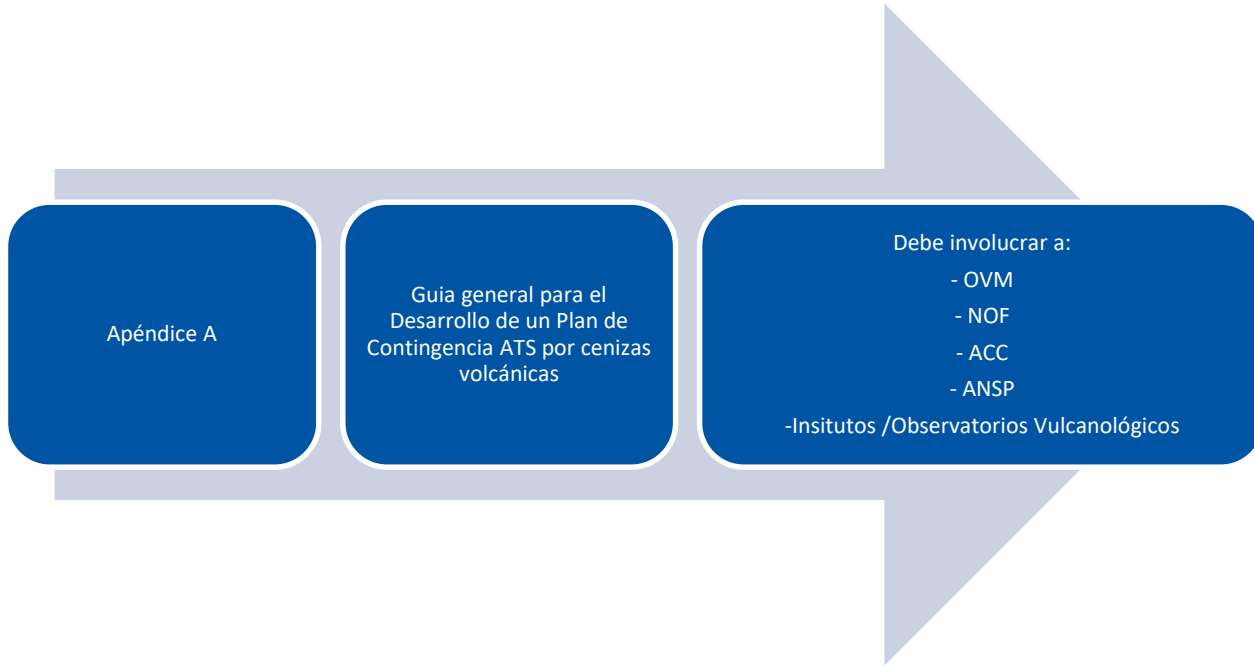 Apéndice A
Guia general para el
Desarrollo de un Plan de
Contingencia ATS por cenizas
volcánicas
Debe involucrar a:
- OVM
- NOF
- ACC
- ANSP
-Insitutos /Observatorios Vulcanológicos